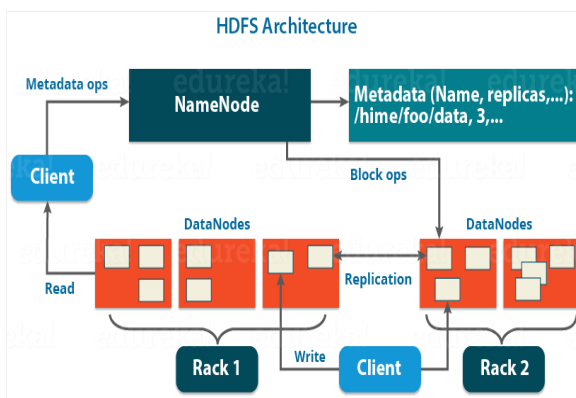 HDFS Architecture
Metadata ops
NameNode
Metadata (Name, replicas,...):
/hime/foo/data, 3,...
Client
Block ops
DataNodes
DataNodes
Read
Replication
Rack 1
Write
Client
Rack 2
edureka!